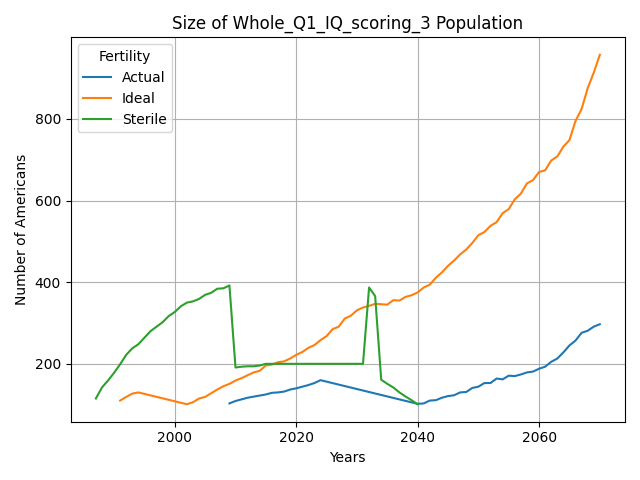 Size of Whole_Q1_IQ_scoring_3 Population
Fertility
Actual
Ideal
Sterile
Number of Americans
800
600
400
200
2000
2020
2040
2060
Years